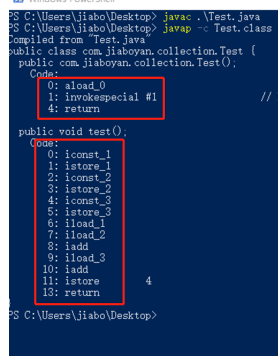 Windows PowerShell
PS C:\Users\jiabo\Desktop> javac .\Test.java
PS C:\Users\jiabo\Desktop> javap -c Test.class
Compiled from "Test.java"
public class com.jiaboyan.collection.Test {
public com.jiaboyan.collection.Test();
Code:
0: aload_0
1: invokespecial #1 //
4: return
public void test();
Code:
0: iconst_1
1: istore_1
2: iconst_2
3: istore_2
4: iconst_3
5: istore_3
6: iload_1
7: iload_2
8: iadd
9: iload_3
10: iadd
11: istore 4
13: return
}
PS C:\Users\jiabo\Desktop>